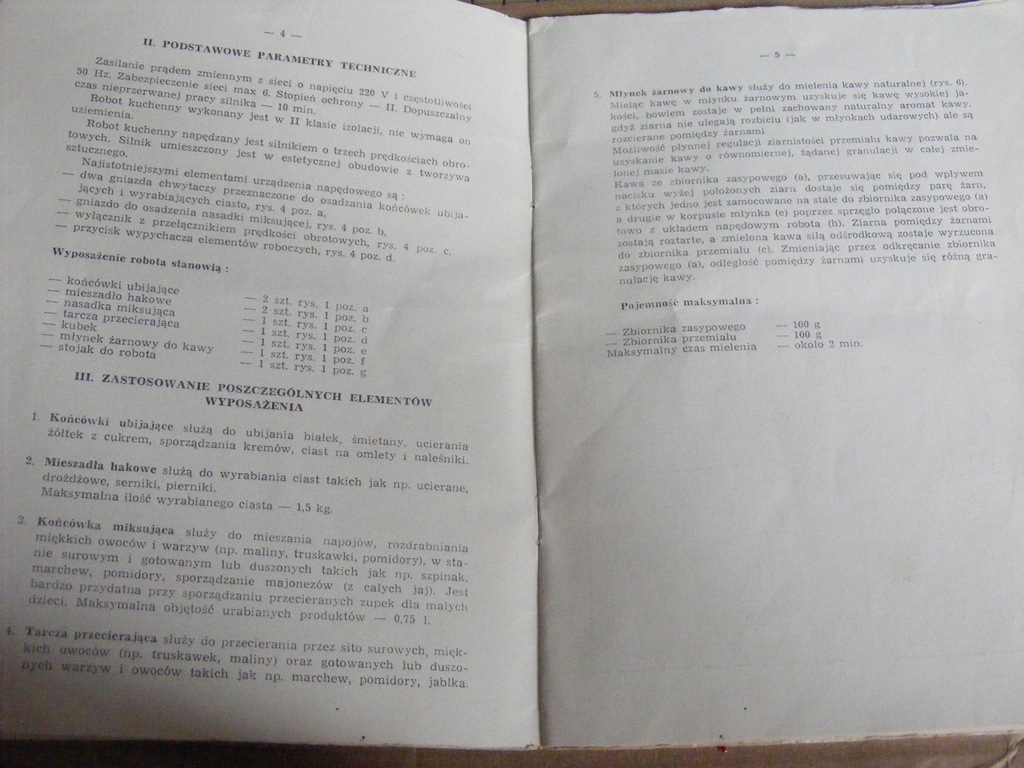 — 4 —
II. PODSTAWOWE PARAMETRY TECHNICZNE
Zasilanie prądem zmiennym z sieci o napięciu 220 V i częstotliwości
50 Hz. Zabezpieczenie sieci max 6. Stopień ochrony — II. Dopuszczalny
czas nieprzerwanej pracy silnika — 10 min.
Robot kuchenny wykonany jest w II klasie izolacji, nie wymaga on
uziemienia.
Robot kuchenny napędzany jest silnikiem o trzech prędkościach obro-
towych. Silnik umieszczony jest w estetycznej obudowie z tworzywa
sztucznego.
Najistotniejszymi elementami urządzenia napędowego są :
— dwa gniazda chwytaczy przeznaczone do osadzania końcówek ubija-
jących i wyrabiających ciasto, rys. 4 poz. a,
— gniazdo do osadzenia nasadki miksującej, rys. 4 poz. b,
— wyłącznik z przełącznikiem prędkości obrotowych, rys. 4 poz. c.
— przycisk wypychacza elementów roboczych, rys. 4 poz. d.
Wyposażenie robota stanowią :
— końcówki ubijające — 2 szt. rys. 1 poz. a
— mieszadło hakowe — 2 szt. rys. 1 poz. b
— nasadka miksująca — 1 szt. rys. 1 poz. c
— tarcza przecierająca — 1 szt. rys. 1 poz. d
— kubek — 1 szt. rys. 1 poz. e
— młynek żarnowy do kawy — 1 szt. rys. 1 poz. f
— stojak do robota — 1 szt. rys. 1 poz. g
III. ZASTOSOWANIE POSZCZEGÓLNYCH ELEMENTÓW
WYPOSAŻENIA
1. Końcówki ubijające służą do ubijania białek, śmietany, ucierania
żółtek z cukrem, sporządzania kremów, ciast na omlety i naleśniki.
2. Mieszadła hakowe służą do wyrabiania ciast takich jak np. ucierane,
drożdżowe, serniki, pierniki.
Maksymalna ilość wyrabianego ciasta — 1,5 kg.
3. Końcówka miksująca służy do mieszania napojów, rozdrabniania
miękkich owoców i warzyw (np. maliny, truskawki, pomidory), w sta-
nie surowym i gotowanym lub duszonych takich jak np. szpinak,
marchew, pomidory, sporządzanie majonezów (z całych jaj). Jest
bardzo przydatna przy sporządzaniu przecieranych zupek dla małych
dzieci. Maksymalna objętość urabianych produktów — 0,75 l.
4. Tarcza przecierająca służy do przecierania przez sito surowych, mięk-
kich owoców (np. truskawek, maliny) oraz gotowanych lub duszo-
nych warzyw i owoców takich jak np. marchew, pomidory, jabłka.
— 5 —
5. Młynek żarnowy do kawy służy do mielenia kawy naturalnej (rys. 6).
Mieląc kawę w młynku żarnowym uzyskuje się kawę wysokiej ja-
kości, bowiem zostaje w pełni zachowany naturalny aromat kawy,
gdyż ziarna nie ulegają rozbiciu (jak w młynkach udarowych) ale są
rozcierane pomiędzy żarnami
Możliwość płynnej regulacji ziarnistości przemiału kawy pozwala na
uzyskanie kawy o równomiernej, żądanej granulacji w całej zmie-
lonej masie kawy.
Kawa ze zbiornika zasypowego (a), przesuwając się pod wpływem
nacisku wyżej położonych ziarn dostaje się pomiędzy parę żarn,
z których jedno jest zamocowane na stałe do zbiornika zasypowego (a)
a drugie w korpusie młynka (e) poprzez sprzęgło połączone jest obro-
towo z układem napędowym robota (h). Ziarna pomiędzy żarnami
zostają roztarte, a zmielona kawa siłą odśrodkową zostaje wyrzucona
do zbiornika przemiału (c). Zmieniając przez odkręcanie zbiornika
zasypowego (a), odległość pomiędzy żarnami uzyskuje się różną gra-
nulację kawy.
Pojemność maksymalna :
— Zbiornika zasypowego — 100 g
— Zbiornika przemiału — 100 g
Maksymalny czas mielenia — około 2 min.